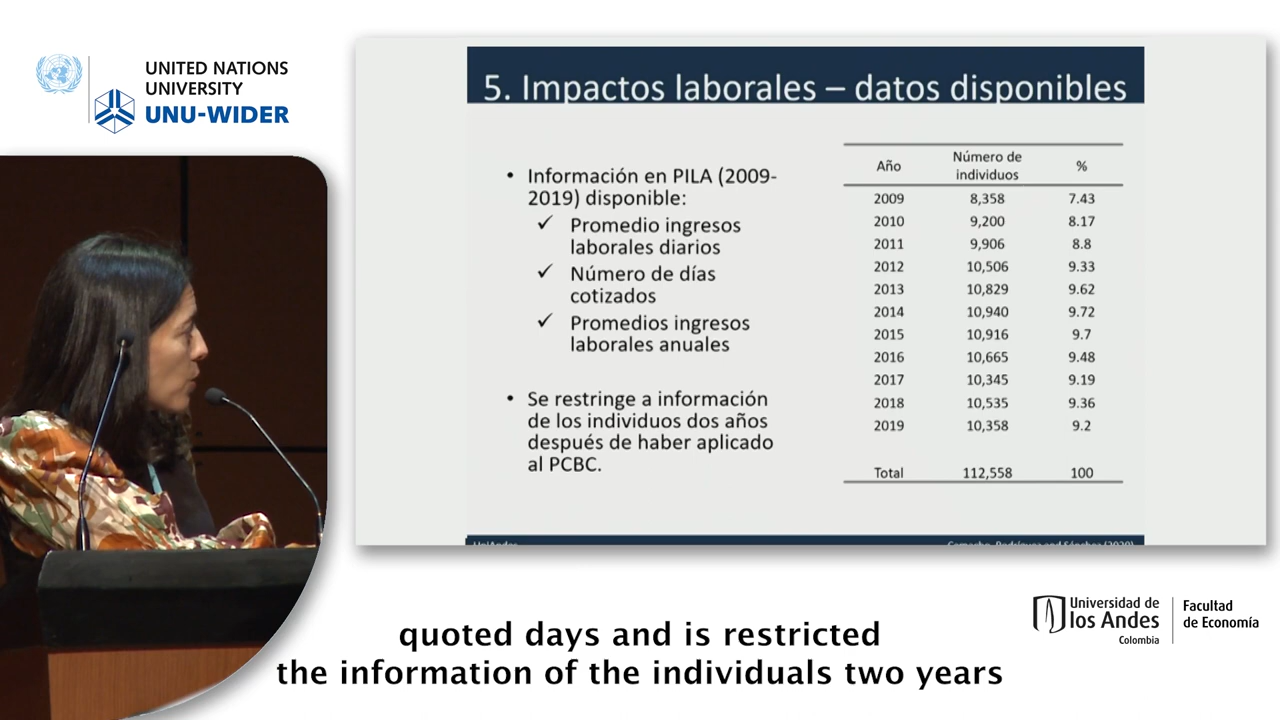 UNITED NATIONS
UNIVERSITY
UNU-WIDER
5. Impactos laborales – datos disponibles
• Información en PILA (2009-
2019) disponible:
✓ Promedio ingresos
laborales diarios
✓ Número de días
cotizados
✓ Promedios ingresos
laborales anuales
• Se restringe a información
de los individuos dos años
después de haber aplicado
al PCBC.
Año Número de individuos %
2009 8,358 7.43
2010 9,200 8.17
2011 9,906 8.8
2012 10,506 9.33
2013 10,829 9.62
2014 10,940 9.72
2015 10,916 9.7
2016 10,665 9.48
2017 10,345 9.19
2018 10,535 9.36
2019 10,358 9.2
Total 112,558 100
Universidad de
los Andes
Colombia
Facultad
de Economía
quoted days and is restricted
the information of the individuals two years